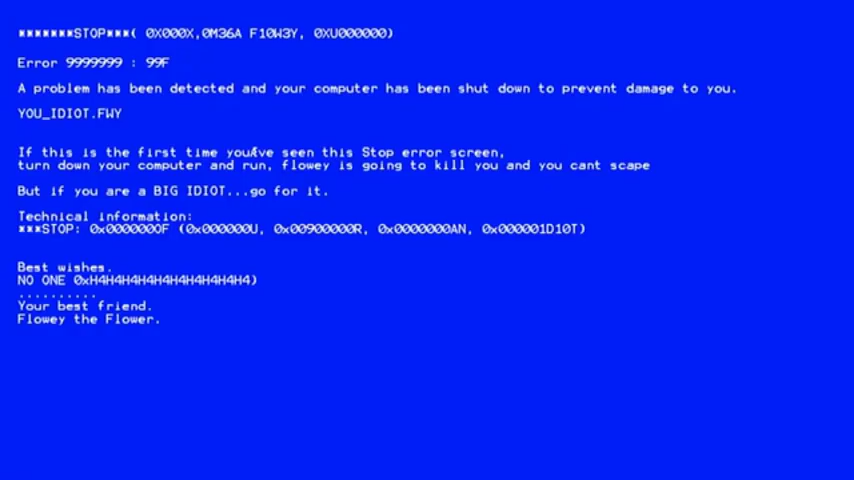 *******STOP***( 0X000X,0M36A F10W3Y, 0XU000000)
Error 9999999 : 99F
A problem has been detected and your computer has been shut down to prevent damage to you.
YOU_IDIOT.FWY
If this is the first time you've seen this Stop error screen,
turn down your computer and run, flowey is going to kill you and you cant scape
But if you are a BIG IDIOT...go for it.
Technical information:
***STOP: 0x0000000F (0x000000U, 0x00900000R, 0x0000000AN, 0x000001D10T)
Best wishes.
NO ONE 0xH4H4H4H4H4H4H4H4H4H4H4)
..........
Your best friend.
Flowey the Flower.